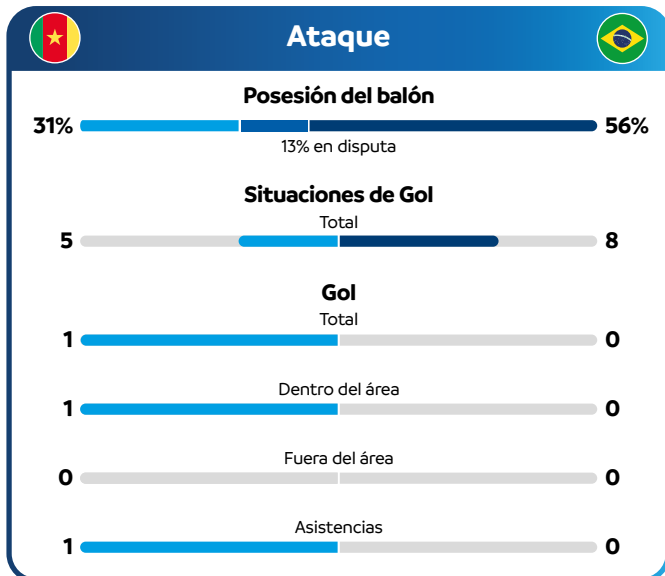 Ataque
Posesión del balón
31% 56%
13% en disputa
Situaciones de Gol
Total
5 8
Gol
Total
1 0
Dentro del área
1 0
Fuera del área
0 0
Asistencias
1 0